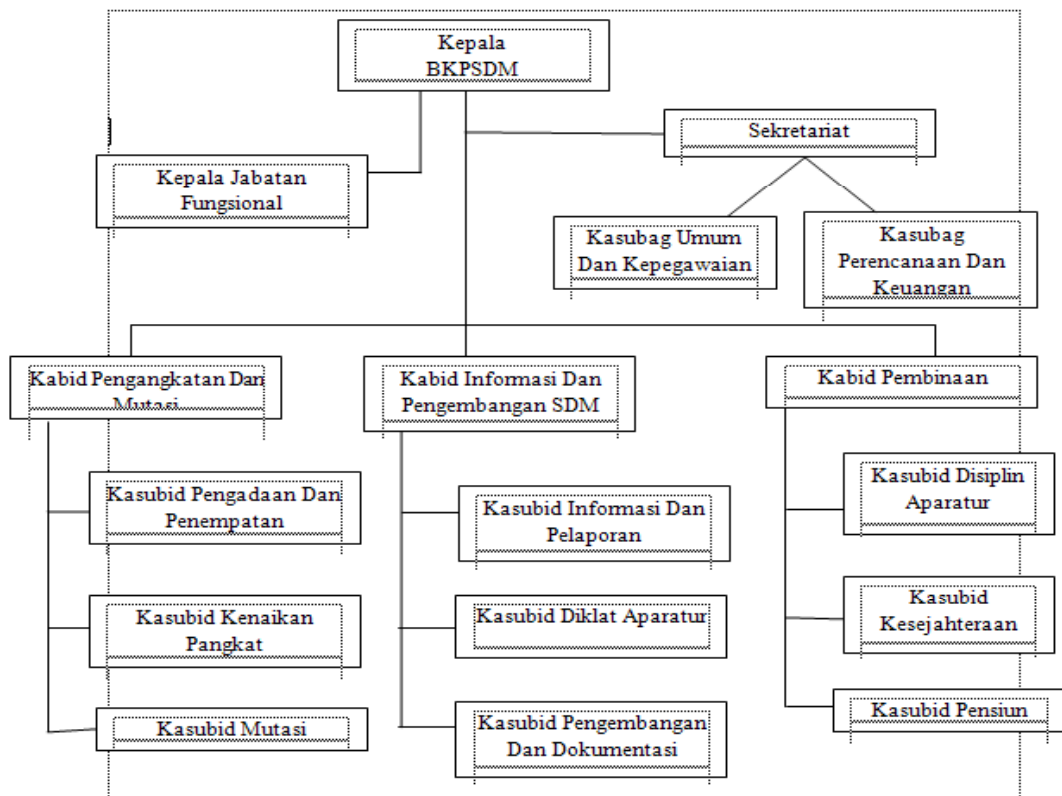 Kepala
BKPSDM
Sekretariat
Kepala Jabatan
Fungsional
Kasubag Umum
Dan Kepegawaian
Kasubag
Perencanaan Dan
Keuangan
Kabid Pengangkatan Dan
Mutasi
Kabid Informasi Dan
Pengembangan SDM
Kabid Pembinaan
Kasubid Pengadaan Dan
Penempatan
Kasubid Kenaikan
Pangkat
Kasubid Mutasi
Kasubid Informasi Dan
Pelaporan
Kasubid Diklat Aparatur
Kasubid Pengembangan
Dan Dokumentasi
Kasubid Disiplin
Aparatur
Kasubid
Kesejahteraan
Kasubid Pensiun